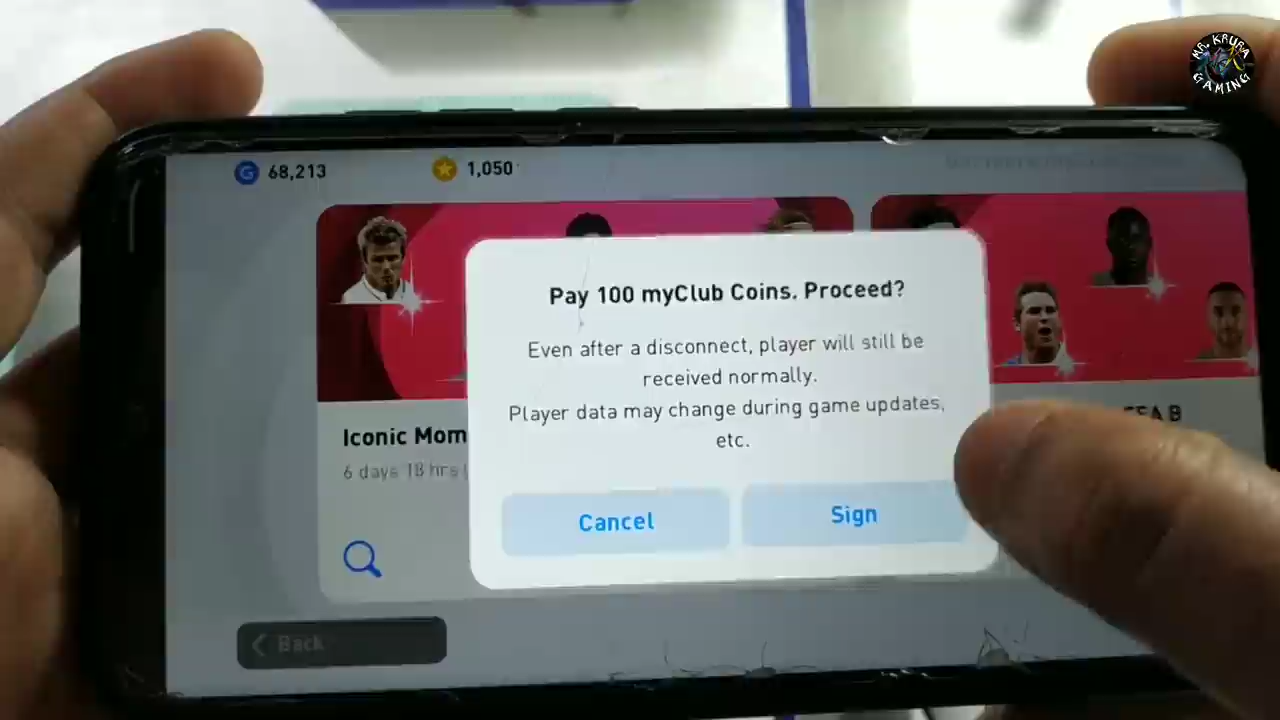 MR. KRURA
GAMING
68,213
1,050
Pay 100 myClub Coins. Proceed?
Even after a disconnect, player will still be
received normally.
Player data may change during game updates,
etc.
Iconic Mom
6 days 18 hrs
Cancel
Sign
Back